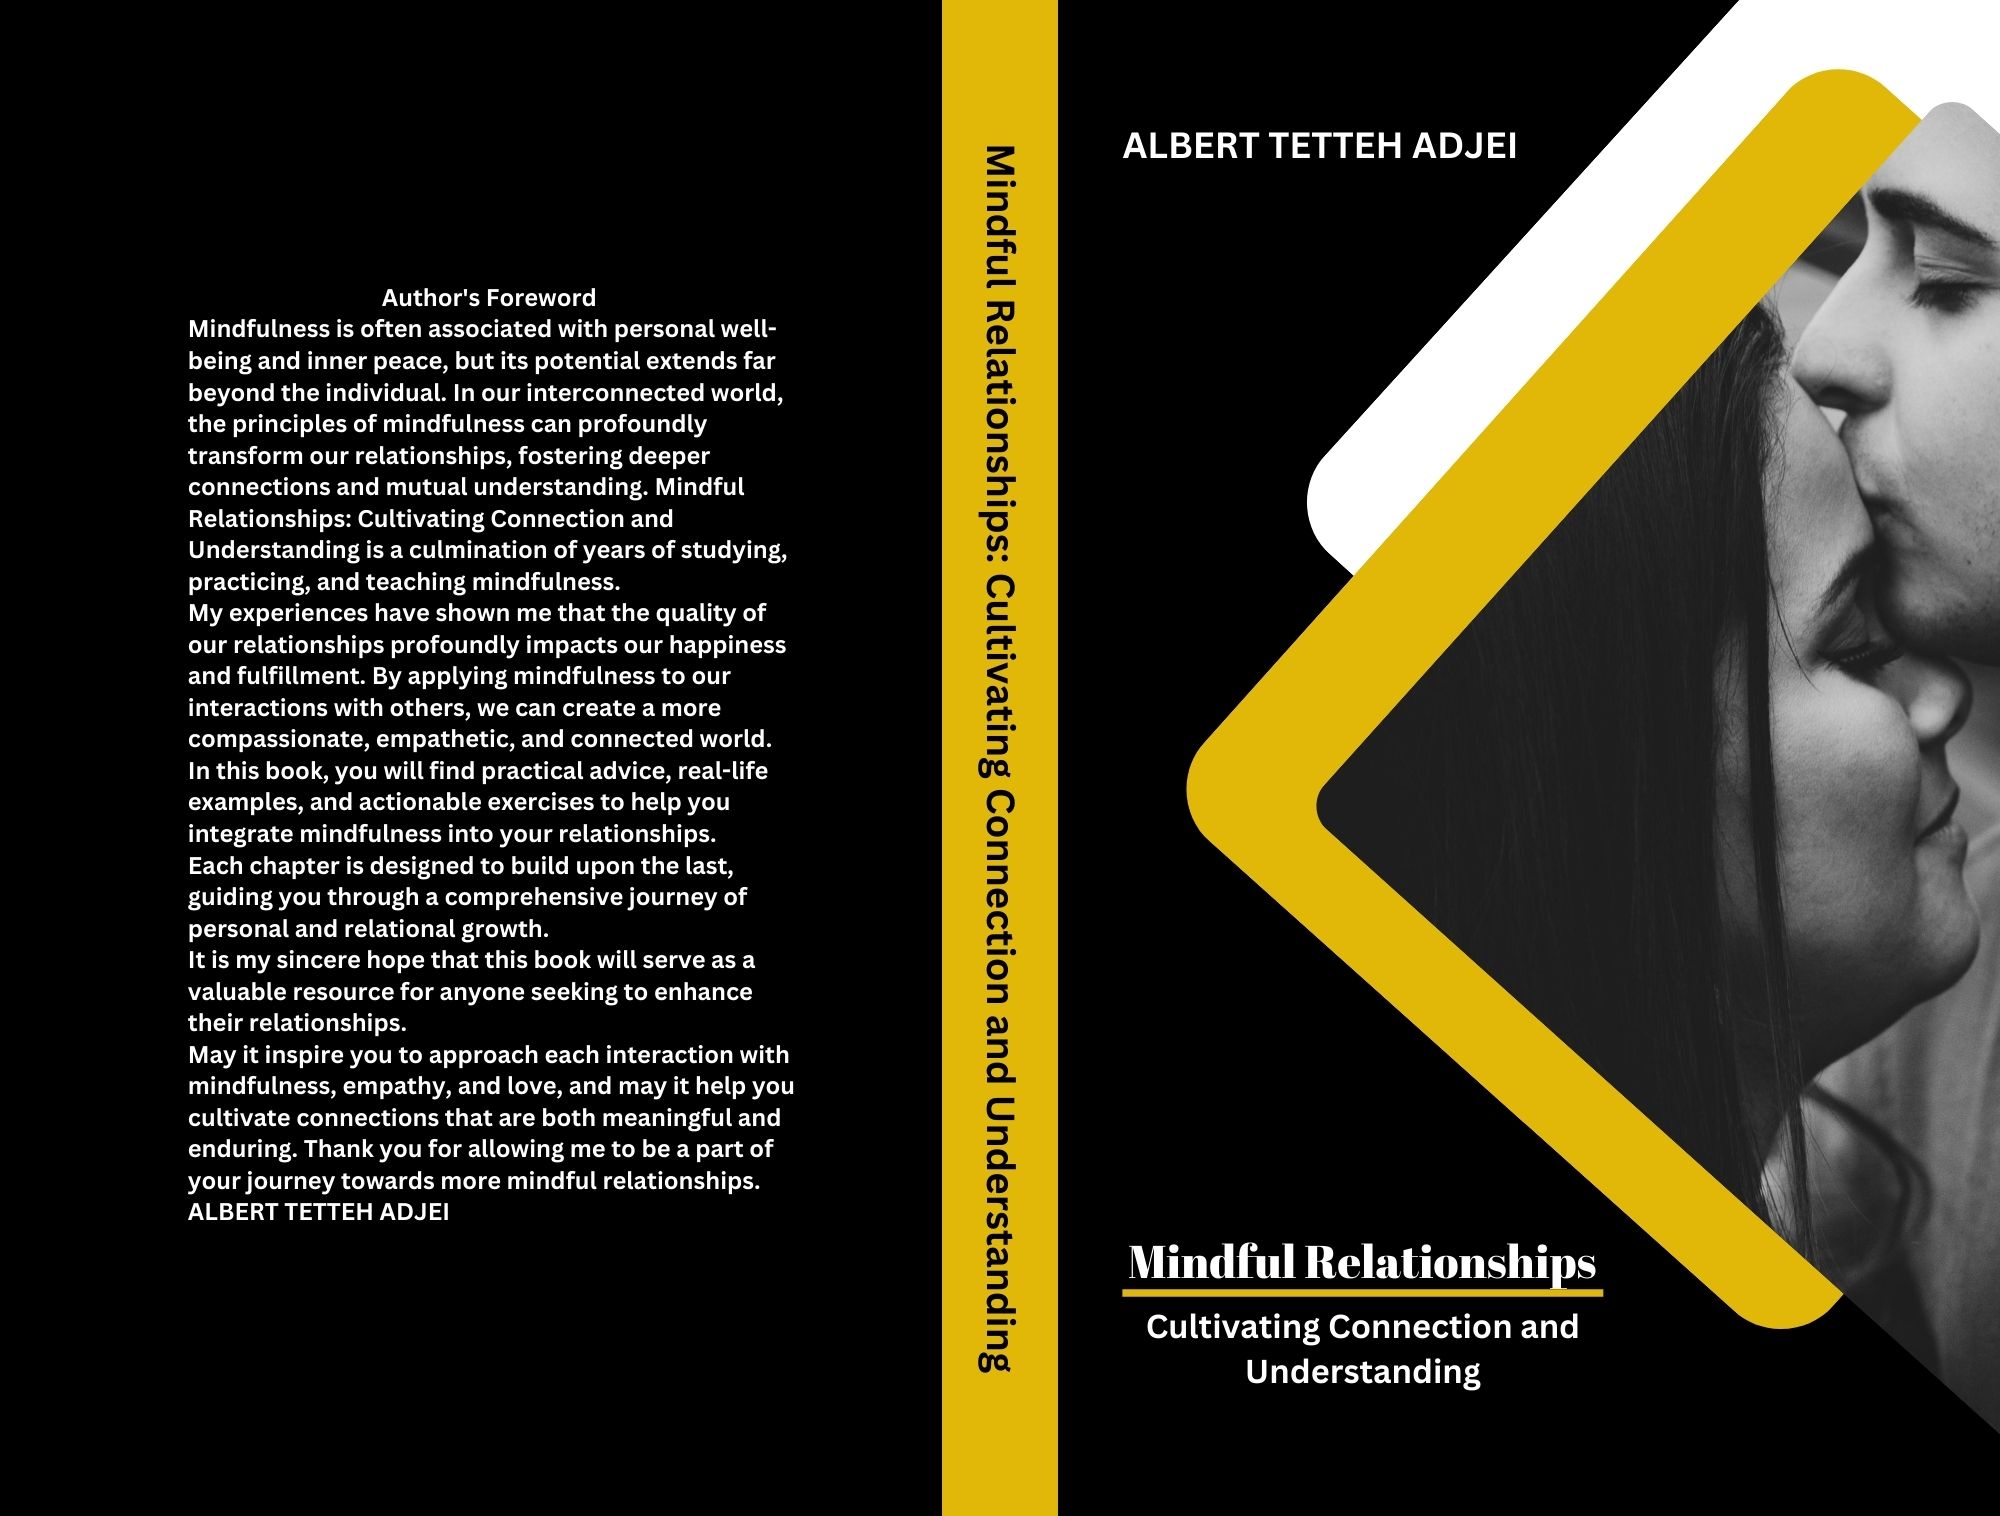 Author's Foreword
Mindfulness is often associated with personal well-
being and inner peace, but its potential extends far
beyond the individual. In our interconnected world,
the principles of mindfulness can profoundly
transform our relationships, fostering deeper
connections and mutual understanding. Mindful
Relationships: Cultivating Connection and
Understanding is a culmination of years of studying,
practicing, and teaching mindfulness.
My experiences have shown me that the quality of
our relationships profoundly impacts our happiness
and fulfillment. By applying mindfulness to our
interactions with others, we can create a more
compassionate, empathetic, and connected world.
In this book, you will find practical advice, real-life
examples, and actionable exercises to help you
integrate mindfulness into your relationships.
Each chapter is designed to build upon the last,
guiding you through a comprehensive journey of
personal and relational growth.
It is my sincere hope that this book will serve as a
valuable resource for anyone seeking to enhance
their relationships.
May it inspire you to approach each interaction with
mindfulness, empathy, and love, and may it help you
cultivate connections that are both meaningful and
enduring. Thank you for allowing me to be a part of
your journey towards more mindful relationships.
ALBERT TETTEH ADJEI
Mindful Relationships: Cultivating Connection and Understanding
ALBERT TETTEH ADJEI
Mindful Relationships
Cultivating Connection and
Understanding